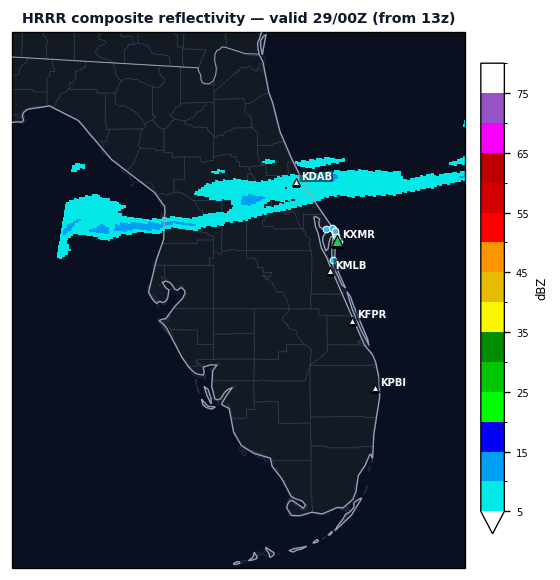 HRRR composite reflectivity — valid 29/00Z (from 13z)
KDAB
KXMR
KMLB
KFPR
KPBI
75
65
55
45
35
25
15
5
dBZ